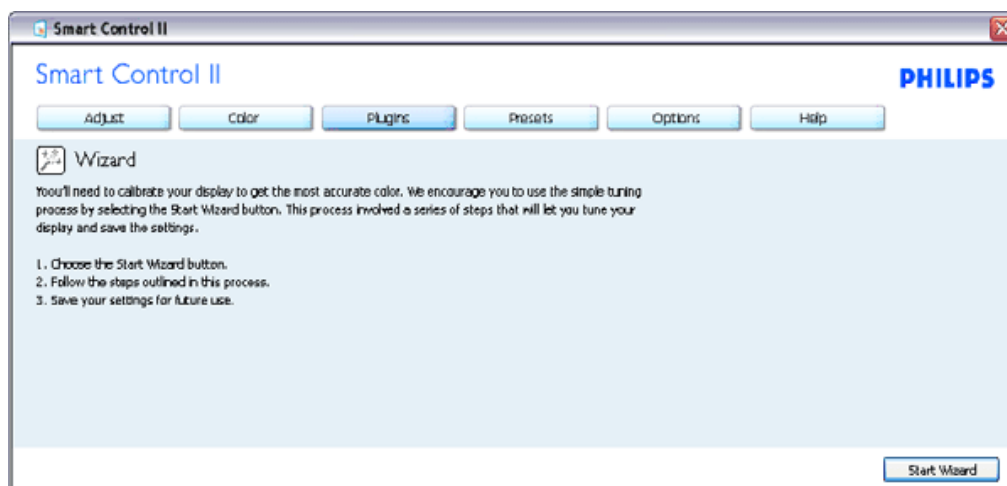 Smart Control II
Smart Control II
PHILIPS
Adjust Color Plugins Presets Options Help
Wizard
Yoou'll need to calibrate your display to get the most accurate color. We encourage you to use the simple tuning
process by selecting the Start Wizard button. This process involved a series of steps that will let you tune your
display and save the settings.
1. Choose the Start Wizard button.
2. Follow the steps outlined in this process.
3. Save your settings for future use.
Start Wizard